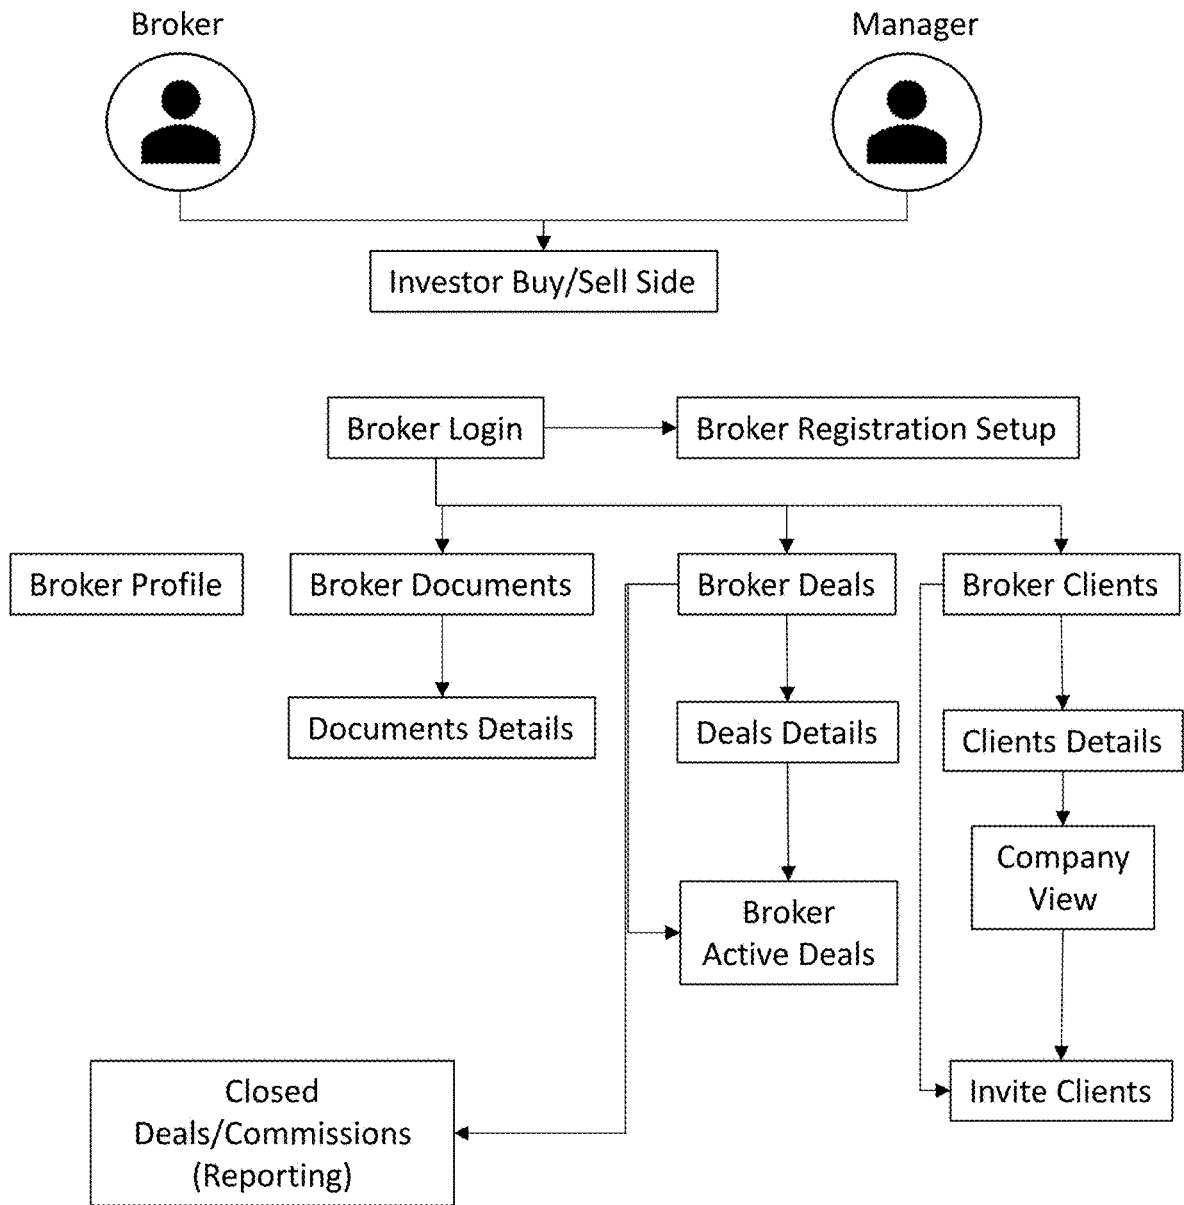 Broker
Manager
Investor Buy/Sell Side
Broker Login
Broker Registration Setup
Broker Profile
Broker Documents
Broker Deals
Broker Clients
Documents Details
Deals Details
Clients Details
Company
View
Broker
Active Deals
Closed
Deals/Commissions
(Reporting)
Invite Clients